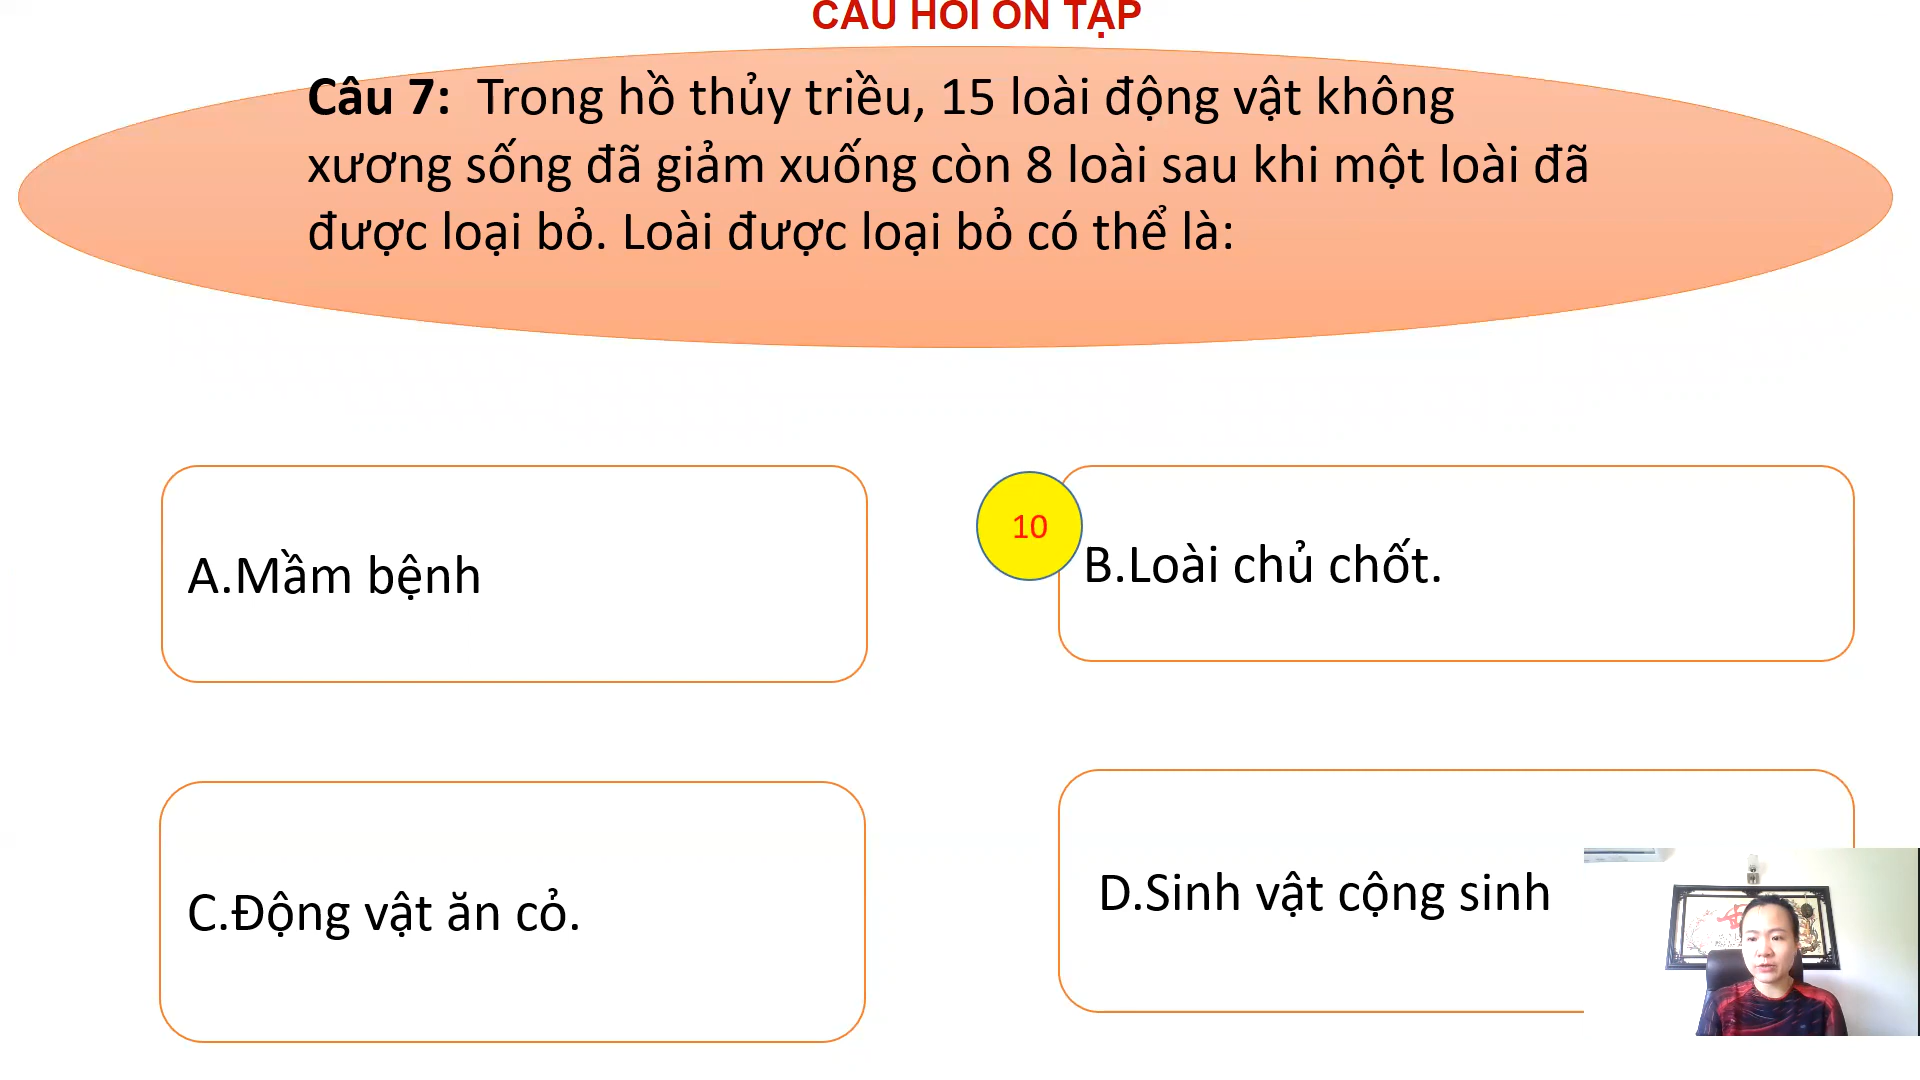 CÂU HỎI ÔN TẬP
Câu 7: Trong hồ thủy triều, 15 loài động vật không
xương sống đã giảm xuống còn 8 loài sau khi một loài đã
được loại bỏ. Loài được loại bỏ có thể là:
A.Mầm bệnh
10
B.Loài chủ chốt.
C.Động vật ăn cỏ.
D.Sinh vật cộng sinh